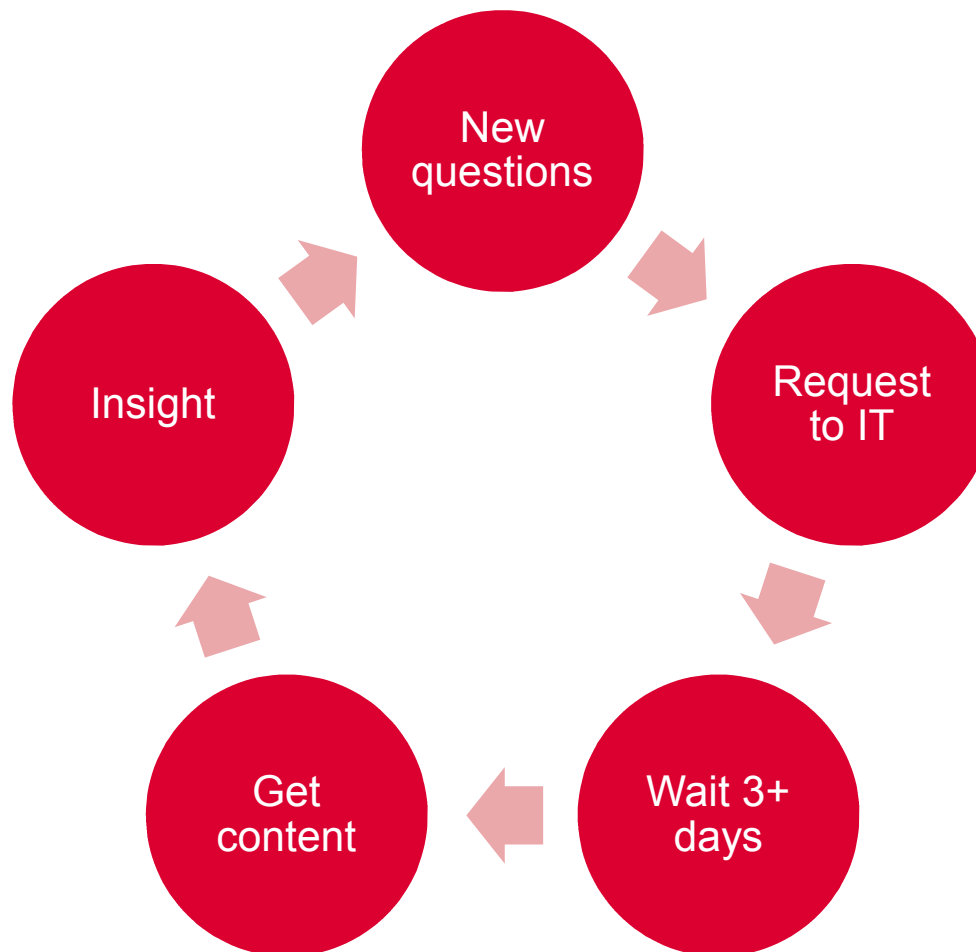 New
questions
Request
to IT
Wait 3+
days
Get
content
Insight